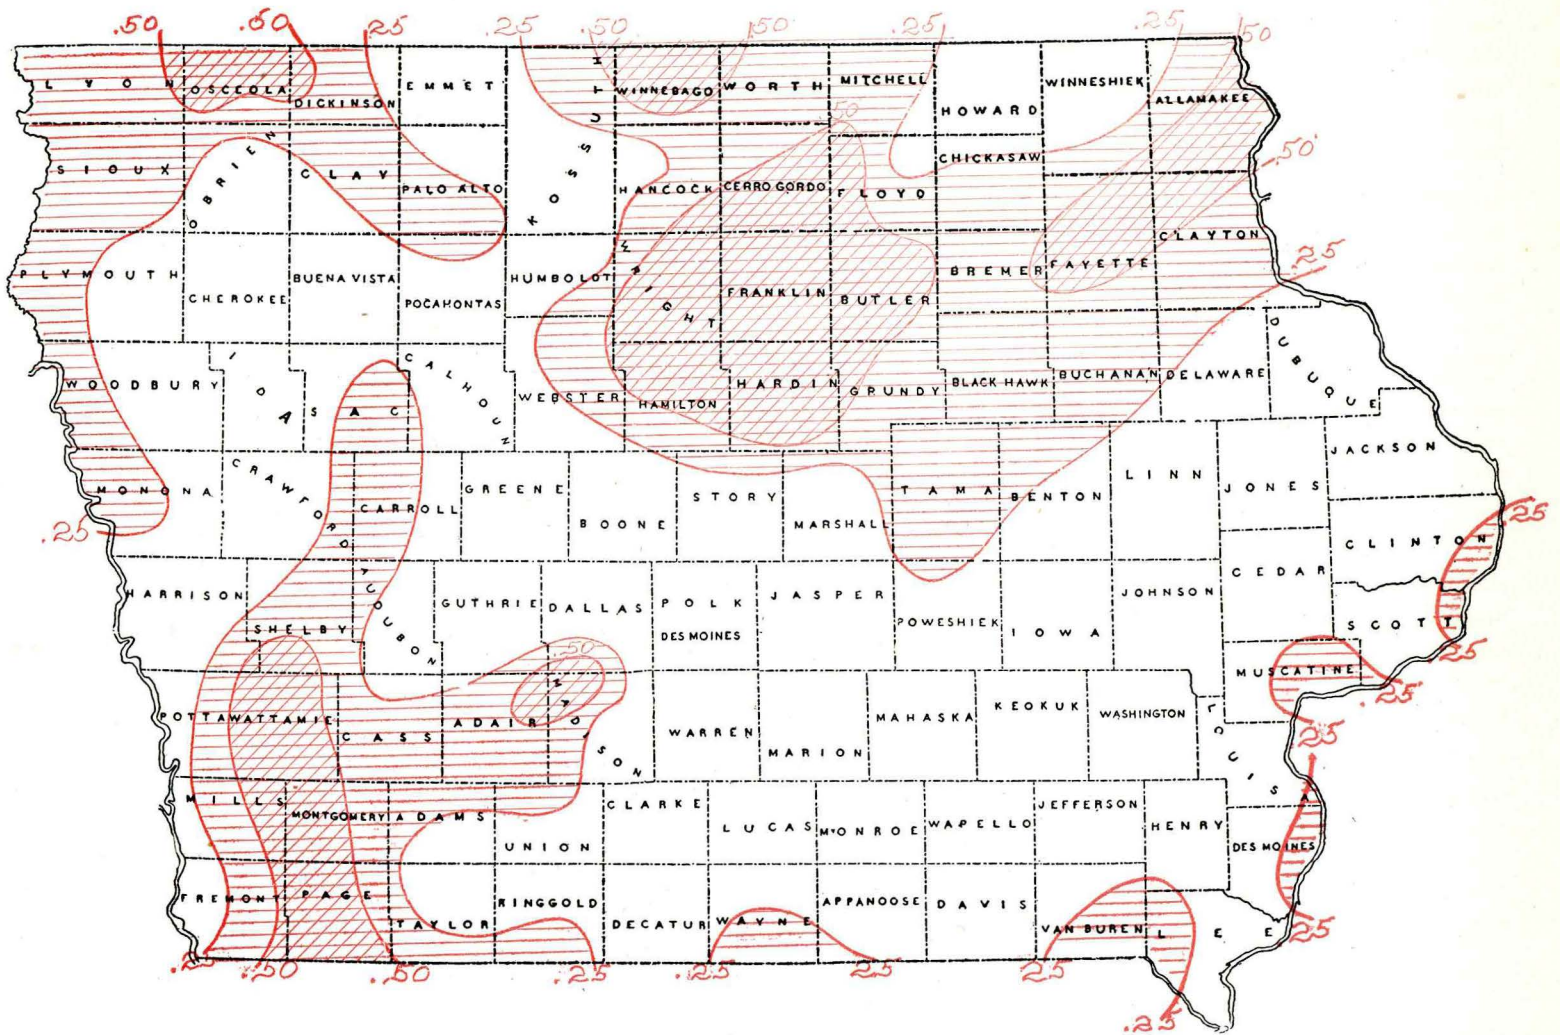 .50 .50 .25 .25 .50 .50 .25 .25 .50
LYON OSCEOLA DICKINSON EMMET KOSSUTH WINNEBAGO WORTH MITCHELL HOWARD WINNESHIEK ALLAMAKEE
.50
SIOUX OBRIEN CLAY PALO ALTO HANCOCK CERRO GORDO FLOYD CHICKASAW
.50
PLYMOUTH CHEROKEE BUENA VISTA POCAHONTAS HUMBOLDT WRIGHT FRANKLIN BUTLER BREMER FAYETTE CLAYTON
.25
WOODBURY IDA SAC CALHOUN WEBSTER HAMILTON HARDIN GRUNDY BLACK HAWK BUCHANAN DELAWARE DUBUQUE
MONONA CRAWFORD CARROLL GREENE BOONE STORY MARSHALL TAMA BENTON LINN JONES JACKSON
.25 .25
CLINTON
HARRISON SHELBY AUDUBON GUTHRIE DALLAS POLK JASPER POWESHIEK IOWA JOHNSON CEDAR SCOTT
DES MOINES
.50 .25
MUSCATINE
.25
POTTAWATTAMIE CASS ADAIR MADISON WARREN MARION MAHASKA KEOKUK WASHINGTON LOUISA
.25
MILLS MONTGOMERY ADAMS UNION CLARKE LUCAS MONROE WAPELLO JEFFERSON HENRY DES MOINES
FREMONT PAGE TAYLOR RINGGOLD DECATUR WAYNE APPANOOSE DAVIS VAN BUREN LEE
.25
.25 .50 .50 .25 .25 .25 .25
.25